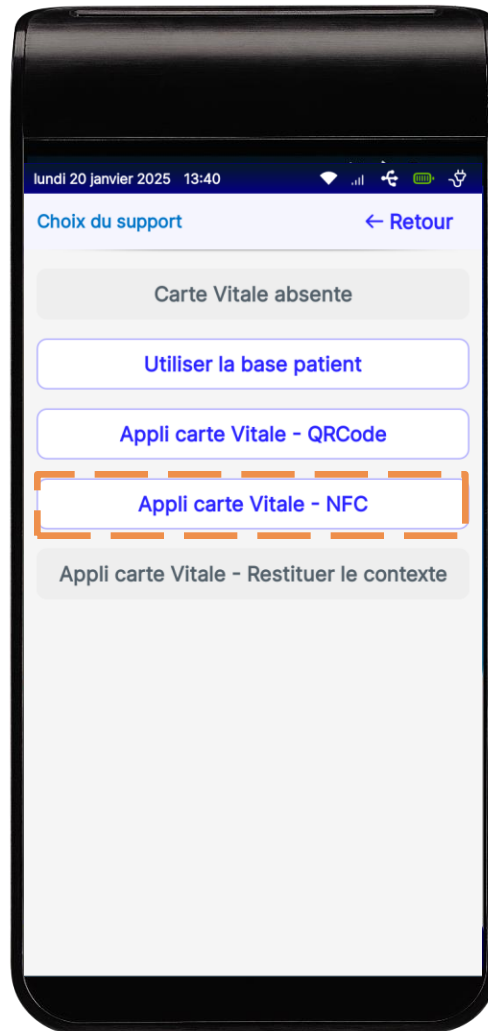 lundi 20 janvier 2025 13:40
Choix du support ← Retour
Carte Vitale absente
Utiliser la base patient
Appli carte Vitale - QRCode
Appli carte Vitale - NFC
Appli carte Vitale - Restituer le contexte